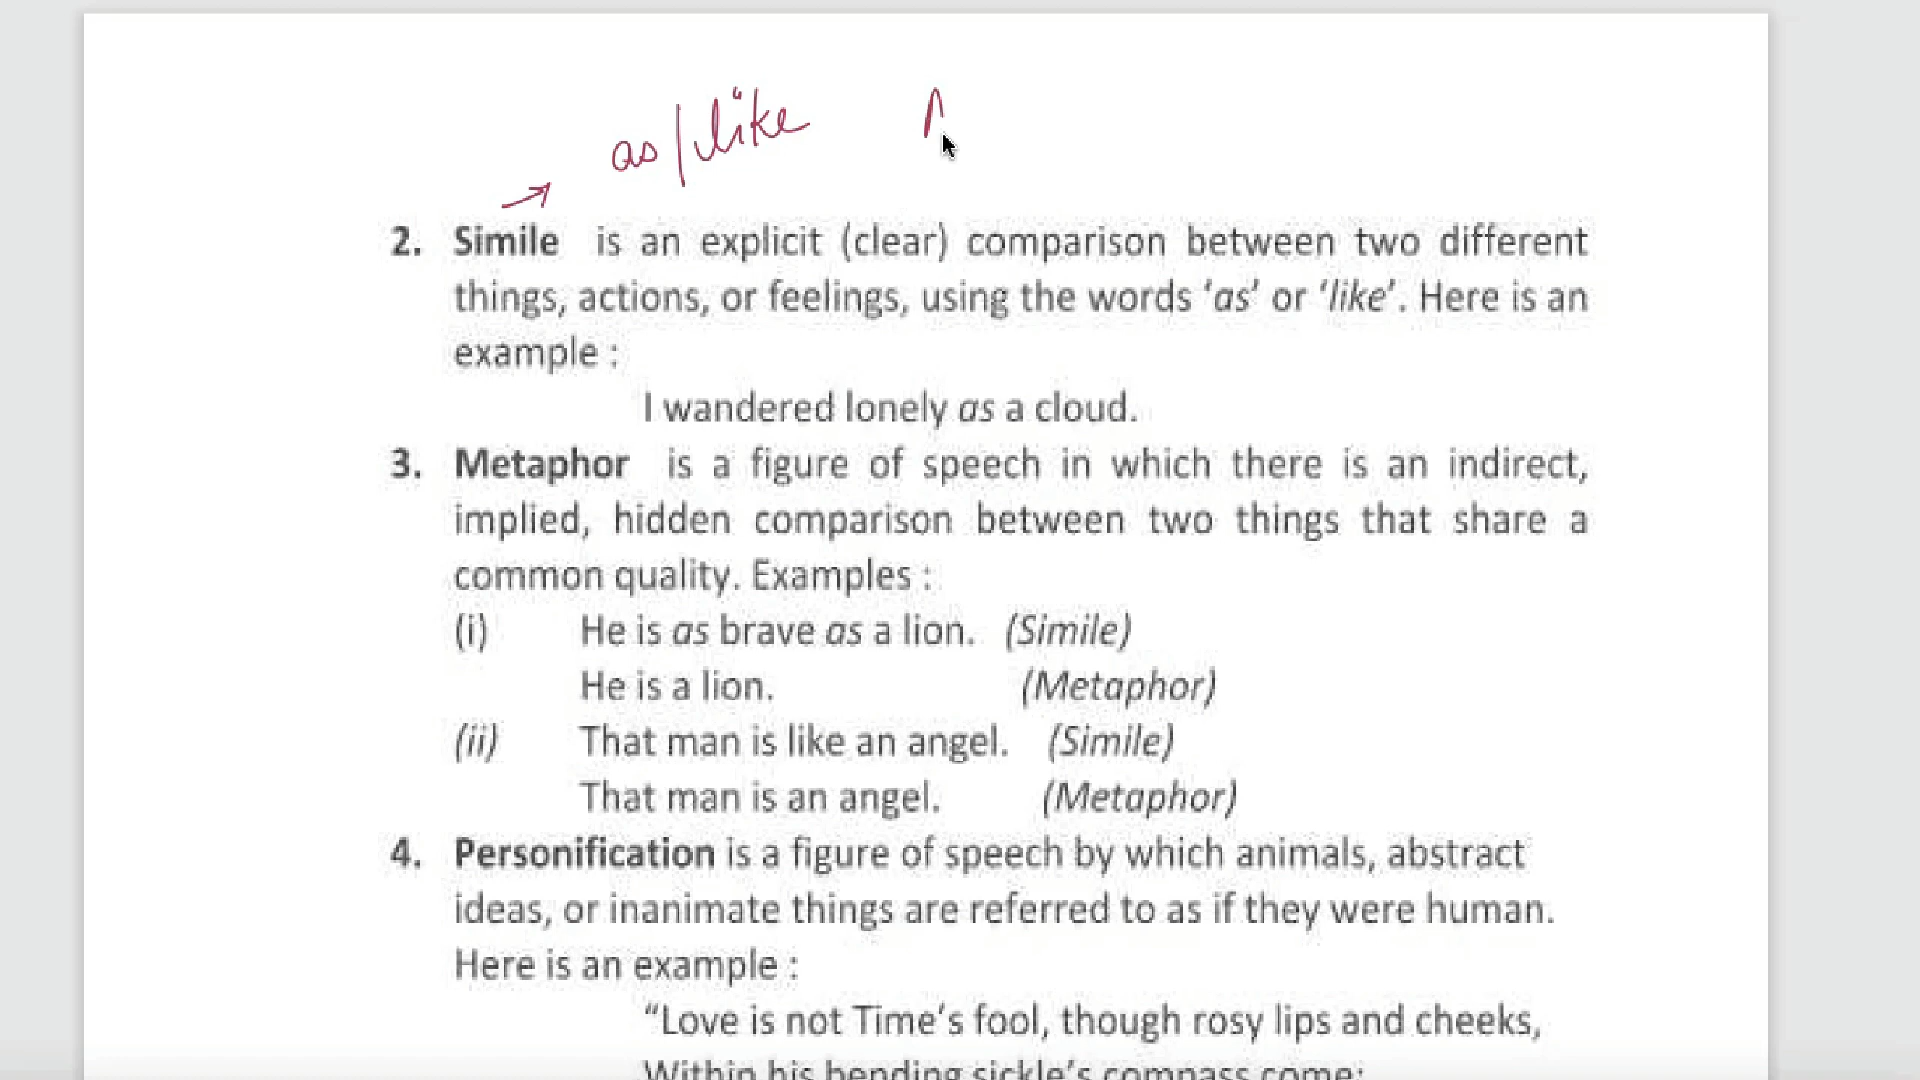 as/like
2. Simile is an explicit (clear) comparison between two different
things, actions, or feelings, using the words ‘as’ or ‘like’. Here is an
example :
I wandered lonely as a cloud.
3. Metaphor is a figure of speech in which there is an indirect,
implied, hidden comparison between two things that share a
common quality. Examples :
(i) He is as brave as a lion. (Simile)
He is a lion. (Metaphor)
(ii) That man is like an angel. (Simile)
That man is an angel. (Metaphor)
4. Personification is a figure of speech by which animals, abstract
ideas, or inanimate things are referred to as if they were human.
Here is an example :
“Love is not Time’s fool, though rosy lips and cheeks,
Within his bending sickle’s compass come;